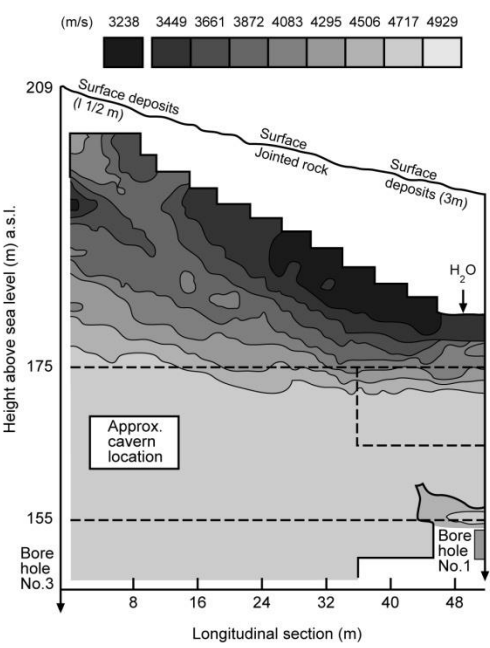 (m/s) 3238 3449 3661 3872 4083 4295 4506 4717 4929
209
Surface deposits
(l 1/2 m)
Surface
Jointed rock
Surface
deposits (3m)
H2O
Height above sea level (m) a.s.l.
175
Approx.
cavern
location
155
Bore
hole
No.3
Bore
hole
No.1
8 16 24 32 40 48
Longitudinal section (m)